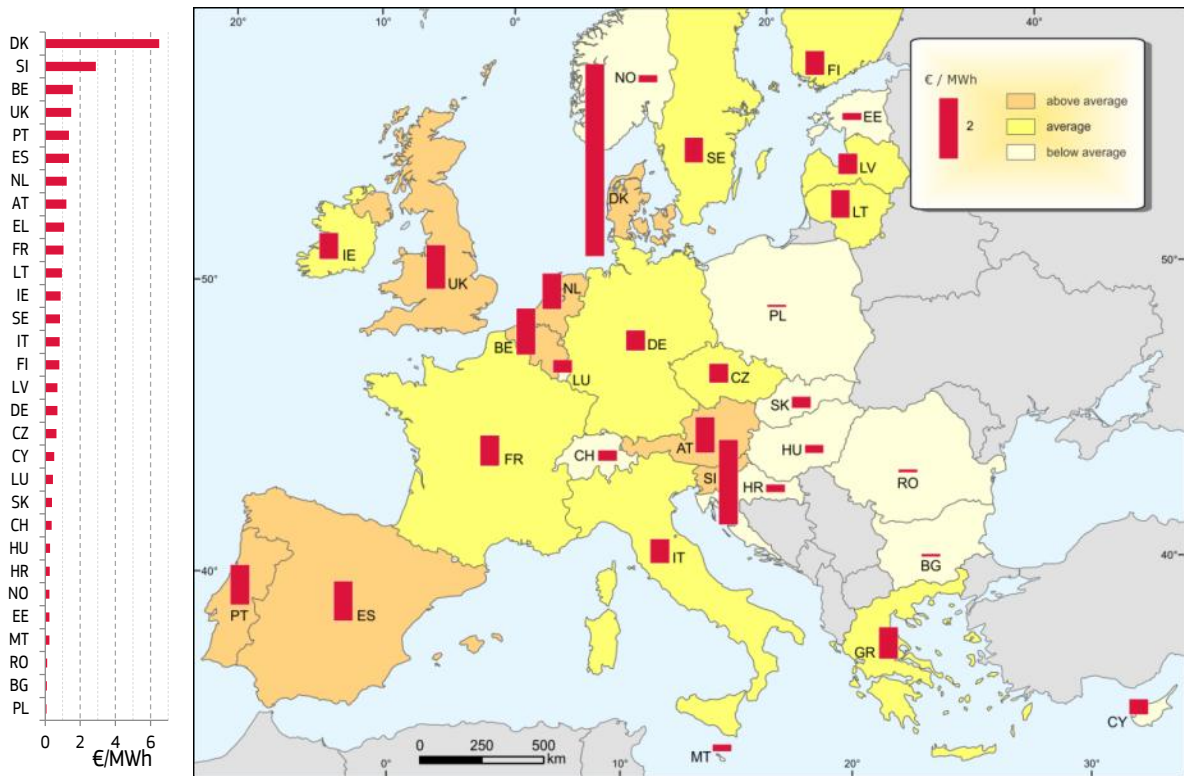 DK
SI
BE
UK
PT
ES
NL
AT
EL
FR
LT
IE
SE
IT
FI
LV
DE
CZ
CY
LU
SK
CH
HU
HR
NO
EE
MT
RO
BG
PL
0 2 4 6
€/MWh
20° 10° 0° 20° 40°
50°
40°
50°
40°
0° 10° 20° 30°
€ / MWh
2
above average
average
below average
NO
FI
EE
SE
LV
LT
DK
IE
UK
NL
PL
BE
DE
LU
CZ
SK
AT
HU
CH
FR
SI
HR
RO
IT
BG
PT
ES
GR
CY
MT
0 250 500
km